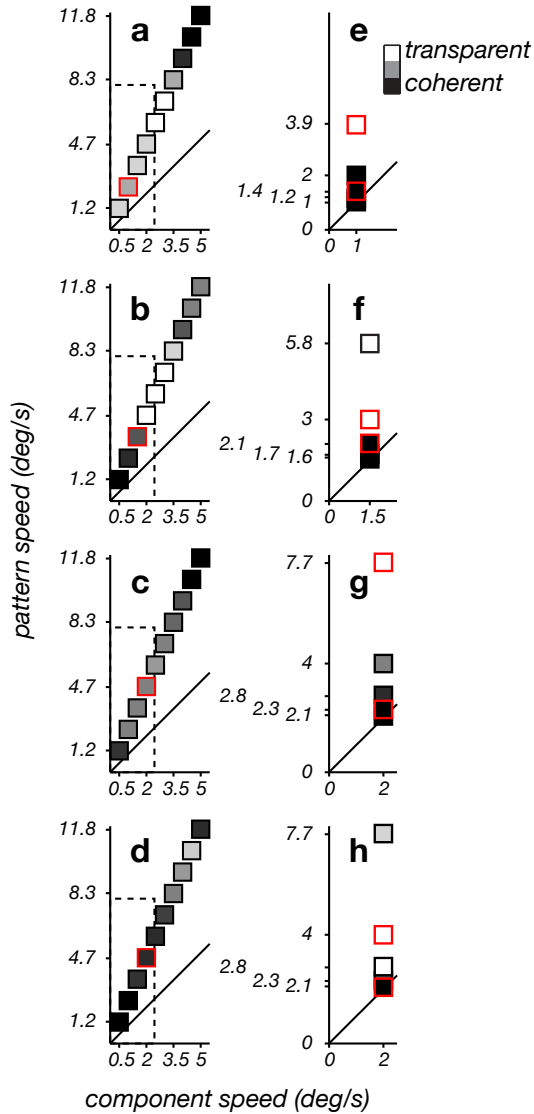 a
11.8
8.3
4.7
1.2
0.5 2 3.5 5
e
transparent
coherent
3.9
2
1.4 1.2 1
0
0 1
b
11.8
8.3
4.7
1.2
0.5 2 3.5 5
f
5.8
3
2.1 1.7 1.6
0
0 1.5
c
11.8
8.3
4.7
1.2
0.5 2 3.5 5
g
7.7
4
2.8 2.3 2.1
0
0 2
d
11.8
8.3
4.7
1.2
0.5 2 3.5 5
h
7.7
4
2.8 2.3 2.1
0
0 2
pattern speed (deg/s)
component speed (deg/s)